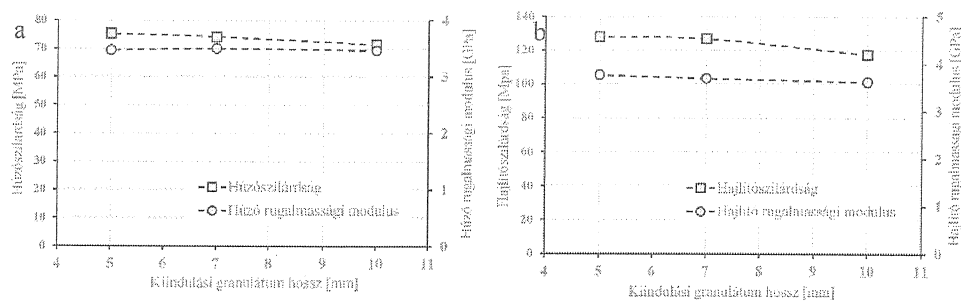 a
Húzószilárdság [MPa]
80
70
60
50
40
30
20
10
0
4 5 6 7 8 9 10 11
Kiindulási granulátum hossz [mm]
Húzószilárdság
Húzó rugalmassági modulus
4
3
2
1
0
Húzó rugalmassági modulus [GPa]
b
Hajlítószilárdság [Mpa]
140
120
100
80
60
40
20
0
4 5 6 7 8 9 10 11
Kiindulási granulátum hossz [mm]
Hajlítószilárdság
Hajlító rugalmassági modulus
5
4
3
2
1
0
Hajlító rugalmassági modulus [GPa]